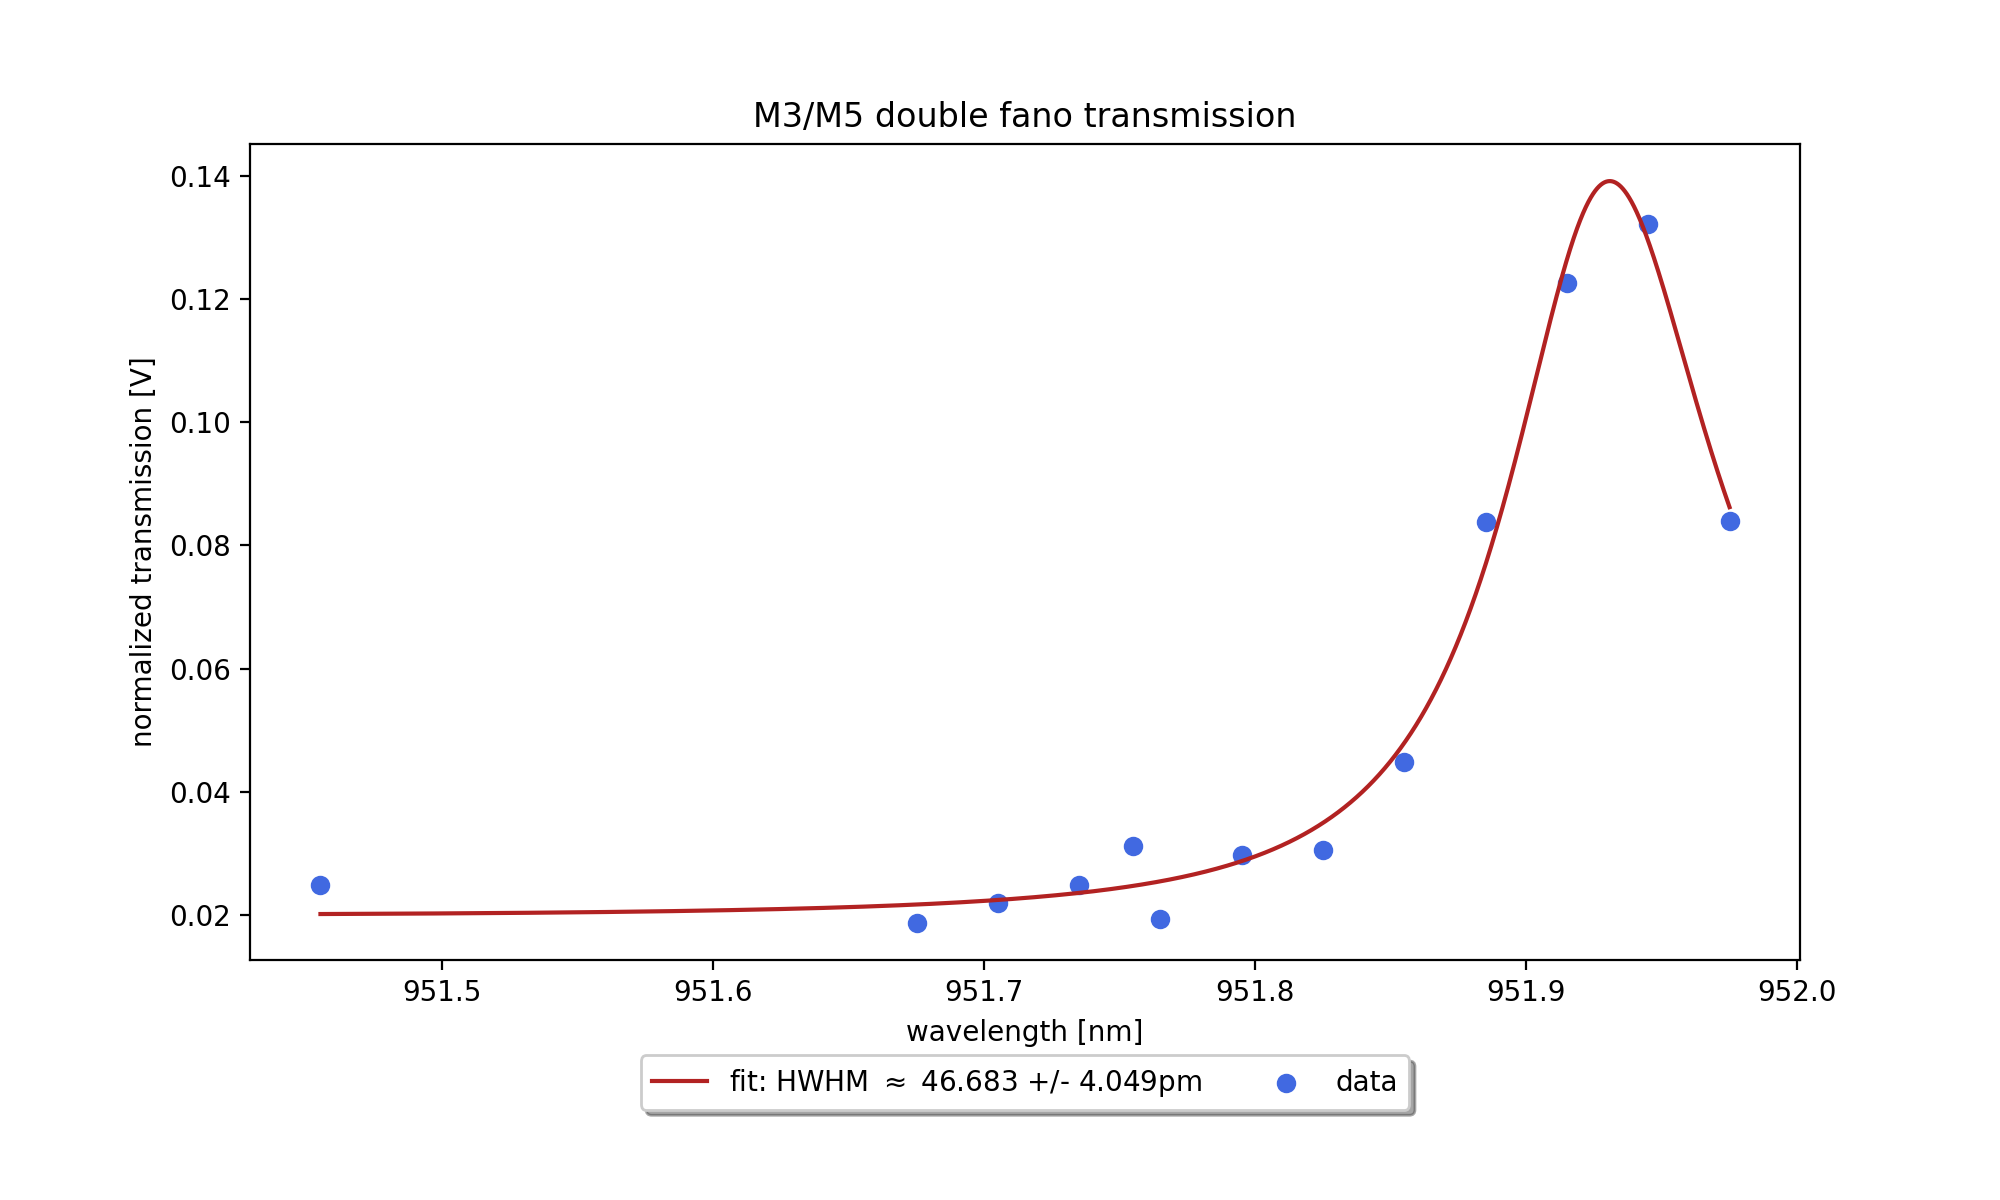 M3/M5 double fano transmission
normalized transmission [V]
0.14
0.12
0.10
0.08
0.06
0.04
0.02
951.5 951.6 951.7 951.8 951.9 952.0
wavelength [nm]
fit: HWHM ≈ 46.683 +/- 4.049pm data